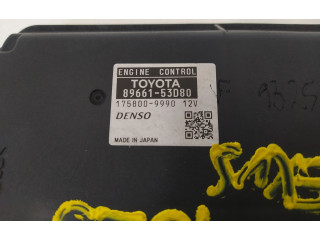 ENGINE CONTROL
TOYOTA
89661-53D80
175800-9990 12V
DENSO
MADE IN JAPAN